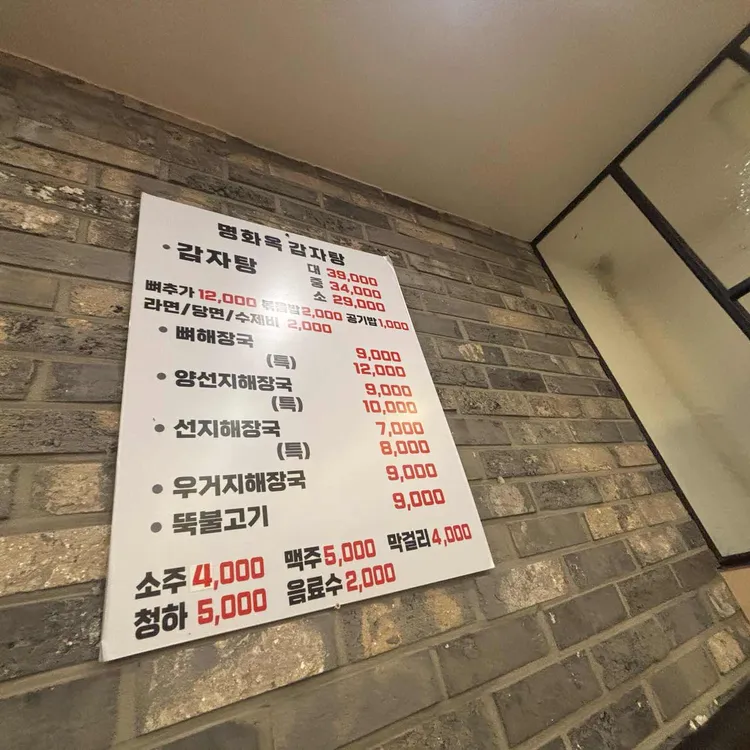 명화옥 감자탕
• 감자탕 대 39,000
중 34,000
소 29,000
뼈추가 12,000 볶음밥 2,000 공기밥 1,000
라면/당면/수제비 2,000
• 뼈해장국 9,000
(특) 12,000
• 양선지해장국 9,000
(특) 10,000
• 선지해장국 7,000
(특) 8,000
• 우거지해장국 9,000
• 뚝불고기 9,000
소주 4,000 맥주 5,000 막걸리 4,000
청하 5,000 음료수 2,000